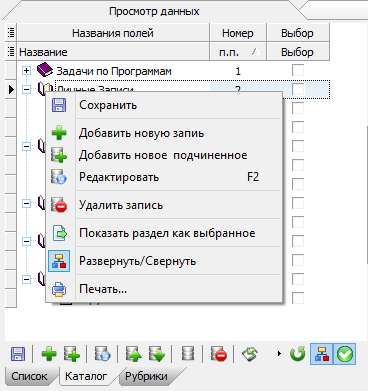 Просмотр данных
Названия полей Номер Выбор
Название п.п. Выбор
Задачи по Программам 1
Личные Записи 2
Сохранить
Добавить новую запиь
Добавить новое подчиненное
Редактировать F2
Удалить запись
Показать раздел как выбранное
Развернуть/Свернуть
Печать...
Список Каталог Рубрики